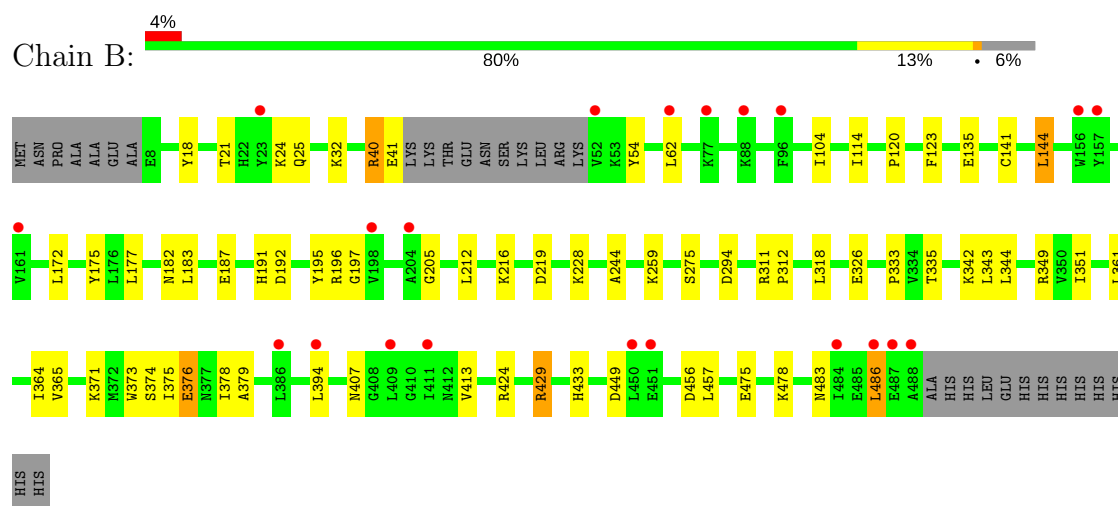 4%
Chain B:
80% 13% • 6%
MET ASN PRO ALA ALA GLU ALA E8 Y18 T21 H22 Y23 K24 Q25 K32 R40 E41 LYS LYS THR GLU ASN SER LYS LEU ARG LYS V52 K53 Y54 L62 K77 K88 F96 I104 I114 P120 F123 E135 C141 L144 W156 Y157
V161 L172 Y175 L176 L177 N182 L183 E187 H191 D192 Y195 R196 G197 V198 A204 G205 L212 K216 D219 K228 A244 K259 S275 D294 R311 P312 L318 E326 P333 V334 T335 K342 L343 L344 R349 V350 I351 L361
I364 V365 K371 M372 W373 S374 I375 E376 N377 I378 A379 L386 L394 N407 G408 L409 G410 I411 N412 V413 R424 R429 H433 D449 L450 E451 D456 L457 E475 K478 N483 I484 E485 L486 E487 A488 ALA HIS HIS LEU GLU HIS HIS HIS HIS HIS HIS
HIS HIS